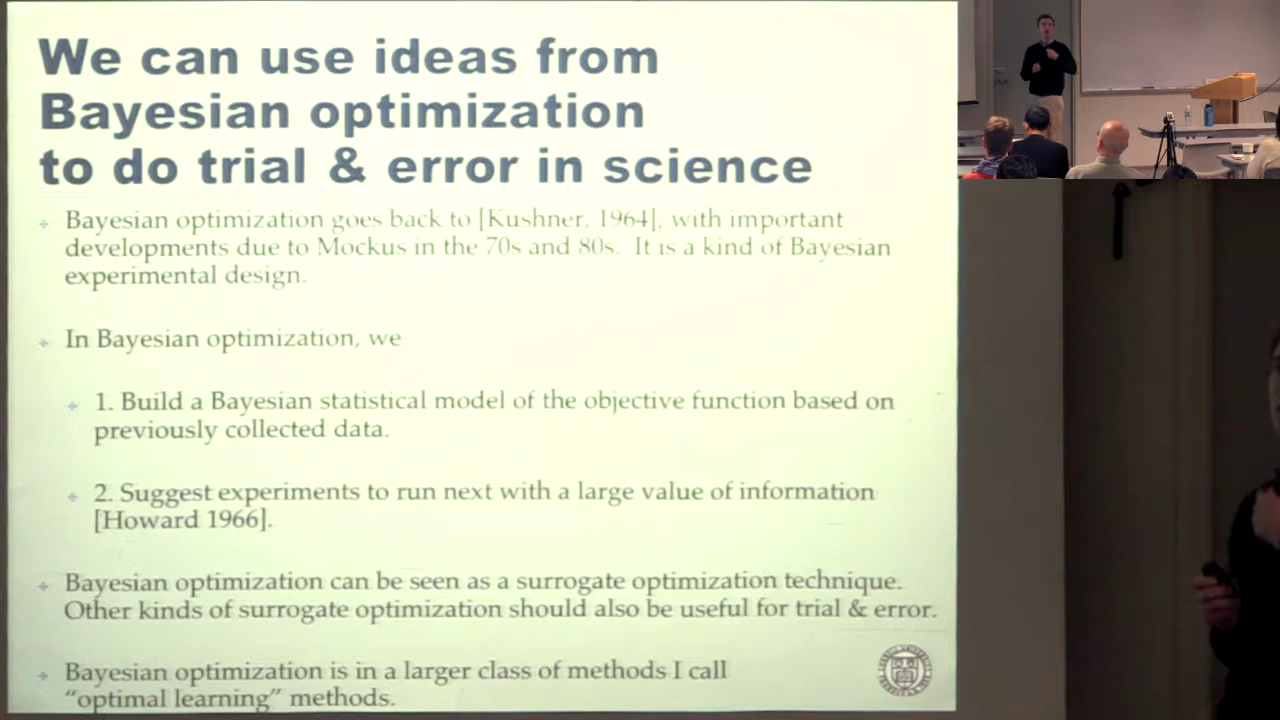 We can use ideas from
Bayesian optimization
to do trial & error in science
Bayesian optimization goes back to [Kushner, 1964], with important
developments due to Mockus in the 70s and 80s. It is a kind of Bayesian
experimental design.
In Bayesian optimization, we
1. Build a Bayesian statistical model of the objective function based on
previously collected data.
2. Suggest experiments to run next with a large value of information
[Howard 1966].
Bayesian optimization can be seen as a surrogate optimization technique.
Other kinds of surrogate optimization should also be useful for trial & error.
Bayesian optimization is in a larger class of methods I call
“optimal learning” methods.